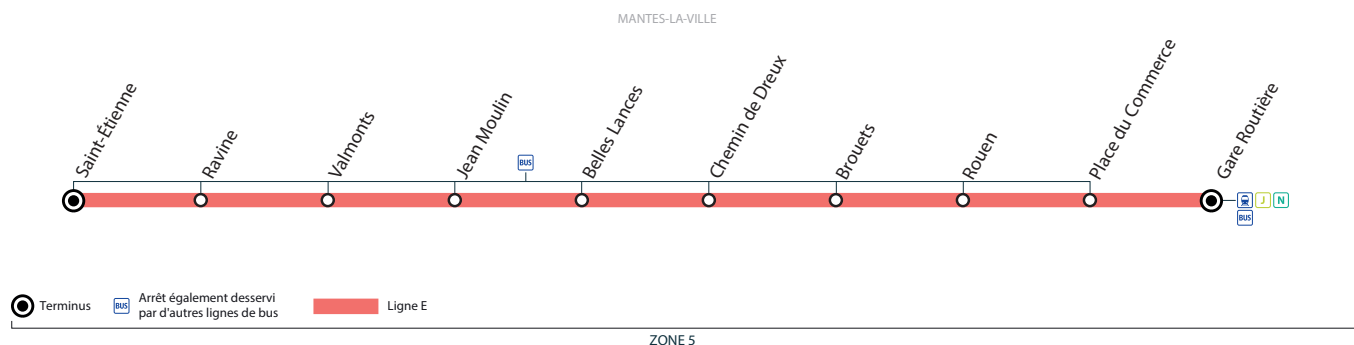 MANTES-LA-VILLE
Saint-Étienne
Ravine
Valmonts
Jean Moulin
BUS
Belles Lances
Chemin de Dreux
Brouets
Rouen
Place du Commerce
Gare Routière
J N
BUS
Terminus
BUS
Arrêt également desservi
par d'autres lignes de bus
Ligne E
ZONE 5